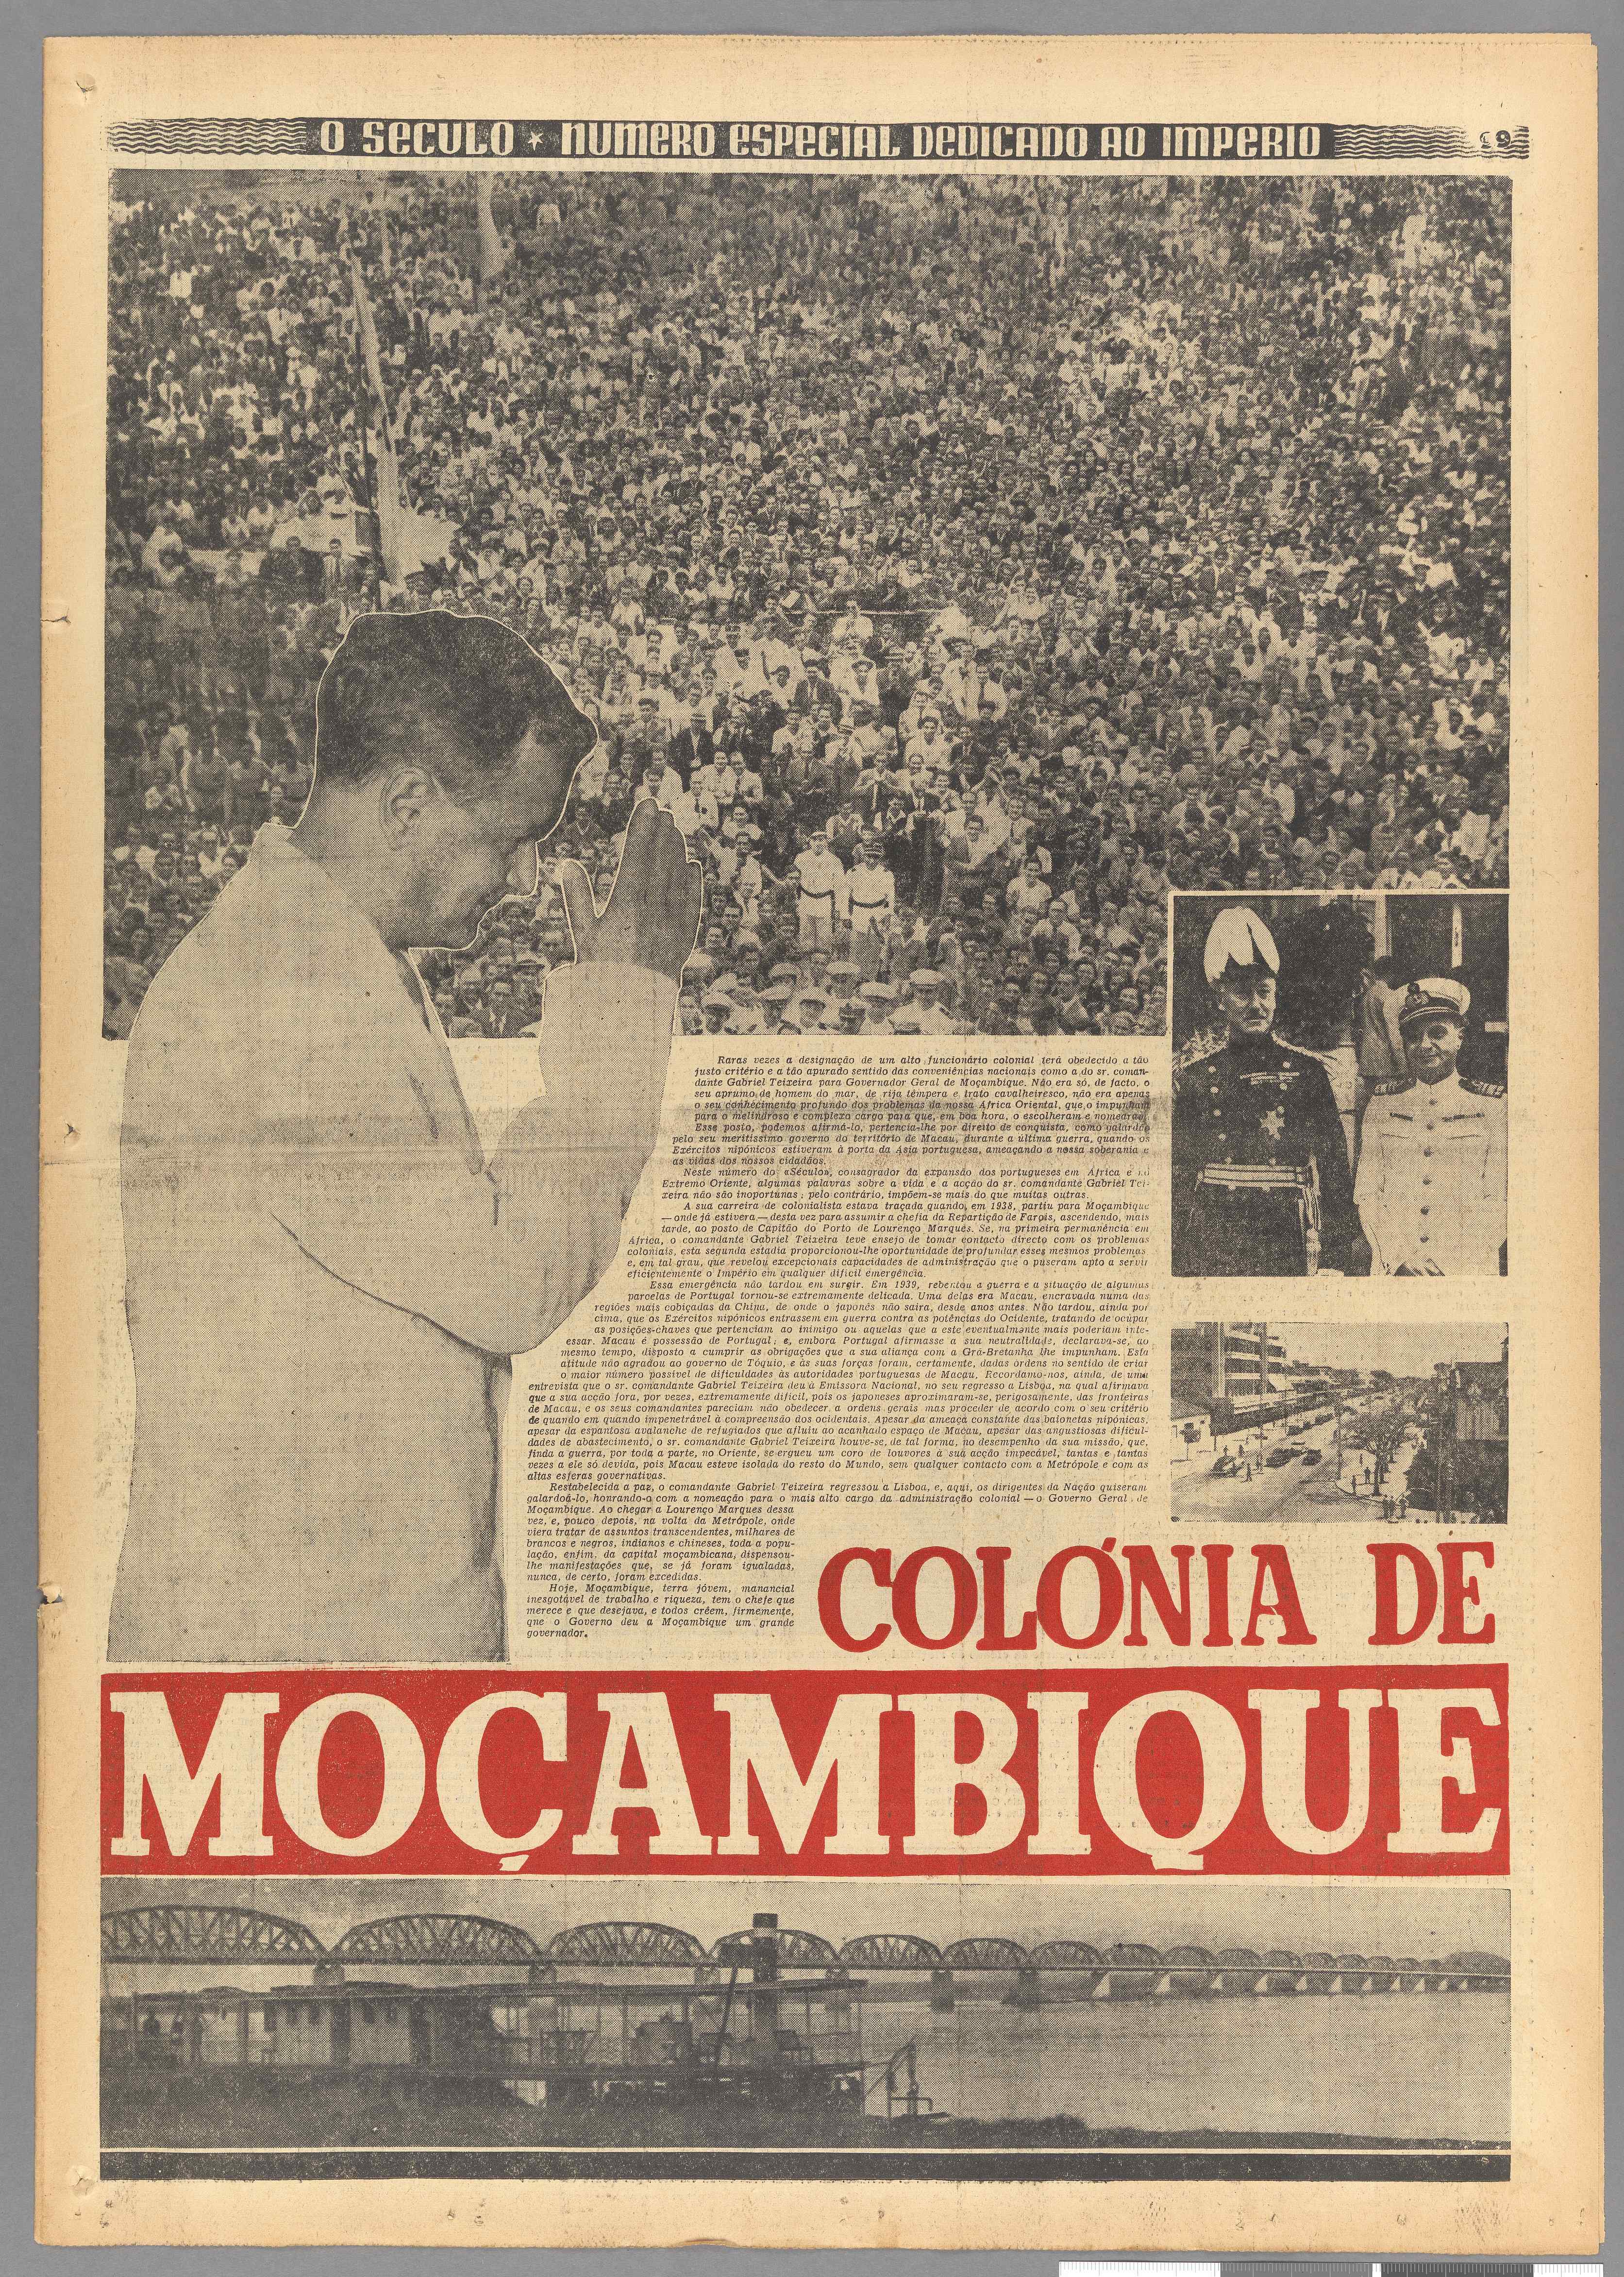 O SECULO ★ NUMERO ESPECIAL DEDICADO AO IMPERIO
Raras vezes a designação de um alto funcionário colonial terá obedecido a tão
justo critério e a tão apurado sentido das conveniências nacionais como a do sr. coman-
dante Gabriel Teixeira para Governador Geral de Moçambique. Não era só, de facto, o
seu aprumo de homem do mar, de rija têmpera e trato cavalheiresco, não era apenas
o seu conhecimento profundo dos problemas da nossa Africa Oriental, que o impunham
para o melindroso e complexo cargo para que, em boa hora, o escolheram e nomearam.
Esse posto, podemos afirmá-lo, pertencia-lhe por direito de conquista, como galardão
pelo seu meritíssimo governo do território de Macau, durante a última guerra, quando os
Exércitos nipónicos estiveram à porta da Asia portuguesa, ameaçando a nossa soberania e
as vidas dos nossos cidadãos.
Neste número do «Século», consagrador da expansão dos portugueses em Africa e no
Extremo Oriente, algumas palavras sobre a vida e a acção do sr. comandante Gabriel Tei-
xeira não são inoportunas; pelo contrário, impõem-se mais do que muitas outras.
A sua carreira de colonialista estava traçada quando, em 1938, partiu para Moçambique
—onde já estivera—desta vez para assumir a chefia da Repartição de Farois, ascendendo, mais
tarde, ao posto de Capitão do Porto de Lourenço Marques. Se, na primeira permanência em
Africa, o comandante Gabriel Teixeira teve ensejo de tomar contacto directo com os problemas
coloniais, esta segunda estadia proporcionou-lhe oportunidade de profundar esses mesmos problemas
e, em tal grau, que revelou excepcionais capacidades de administração que o puseram apto a servir
eficientemente o Império em qualquer difícil emergência.
Essa emergência não tardou em surgir. Em 1939, rebentou a guerra e a situação de algumas
parcelas de Portugal tornou-se extremamente delicada. Uma delas era Macau, encravada numa das
regiões mais cobiçadas da China, de onde o japonês não saíra, desde anos antes. Não tardou, ainda por
cima, que os Exércitos nipónicos entrassem em guerra contra as potências do Ocidente, tratando de ocupar
as posições-chaves que pertenciam ao inimigo ou aquelas que a este eventualmente mais poderiam inte-
essar. Macau é possessão de Portugal; e, embora Portugal afirmasse a sua neutralidade, declarava-se, ao
mesmo tempo, disposto a cumprir as obrigações que a sua aliança com a Grã-Bretanha lhe impunham. Esta
atitude não agradou ao governo de Tóquio, e às suas forças foram, certamente, dadas ordens no sentido de criar
o maior número possível de dificuldades às autoridades portuguesas de Macau. Recordamo-nos, ainda, de uma
entrevista que o sr. comandante Gabriel Teixeira deu à Emissora Nacional, no seu regresso a Lisboa, na qual afirmava
que a sua acção fora, por vezes, extremamente difícil, pois os japoneses aproximaram-se, perigosamente, das fronteiras
de Macau, e os seus comandantes pareciam não obedecer a ordens gerais mas proceder de acordo com o seu critério
de quando em quando impenetrável à compreensão dos ocidentais. Apesar da ameaça constante das baionetas nipónicas,
apesar da espantosa avalanche de refugiados que afluiu ao acanhado espaço de Macau, apesar das angustiosas dificul-
dades de abastecimento, o sr. comandante Gabriel Teixeira houve-se, de tal forma, no desempenho da sua missão, que,
finda a guerra, por toda a parte, no Oriente, se ergueu um coro de louvores à sua acção impecável, tantas e tantas
vezes a ele só devida, pois Macau esteve isolada do resto do Mundo, sem qualquer contacto com a Metrópole e com as
altas esferas governativas.
Restabelecida a paz, o comandante Gabriel Teixeira regressou a Lisboa, e, aqui, os dirigentes da Nação quiseram
galardoá-lo, honrando-o com a nomeação para o mais alto cargo da administração colonial—o Governo Geral de
Moçambique. Ao chegar a Lourenço Marques dessa
vez, e, pouco depois, na volta da Metrópole, onde
viera tratar de assuntos transcendentes, milhares de
brancos e negros, indianos e chineses, toda a popu-
lação, enfim, da capital moçambicana, dispensou-
lhe manifestações que, se já foram igualadas,
nunca, de certo, foram excedidas.
Hoje, Moçambique, terra jóvem, manancial
inesgotável de trabalho e riqueza, tem o chefe que
merece e que desejava, e todos crêem, firmemente,
que o Governo deu a Moçambique um grande
governador.
COLÓNIA DE
MOÇAMBIQUE